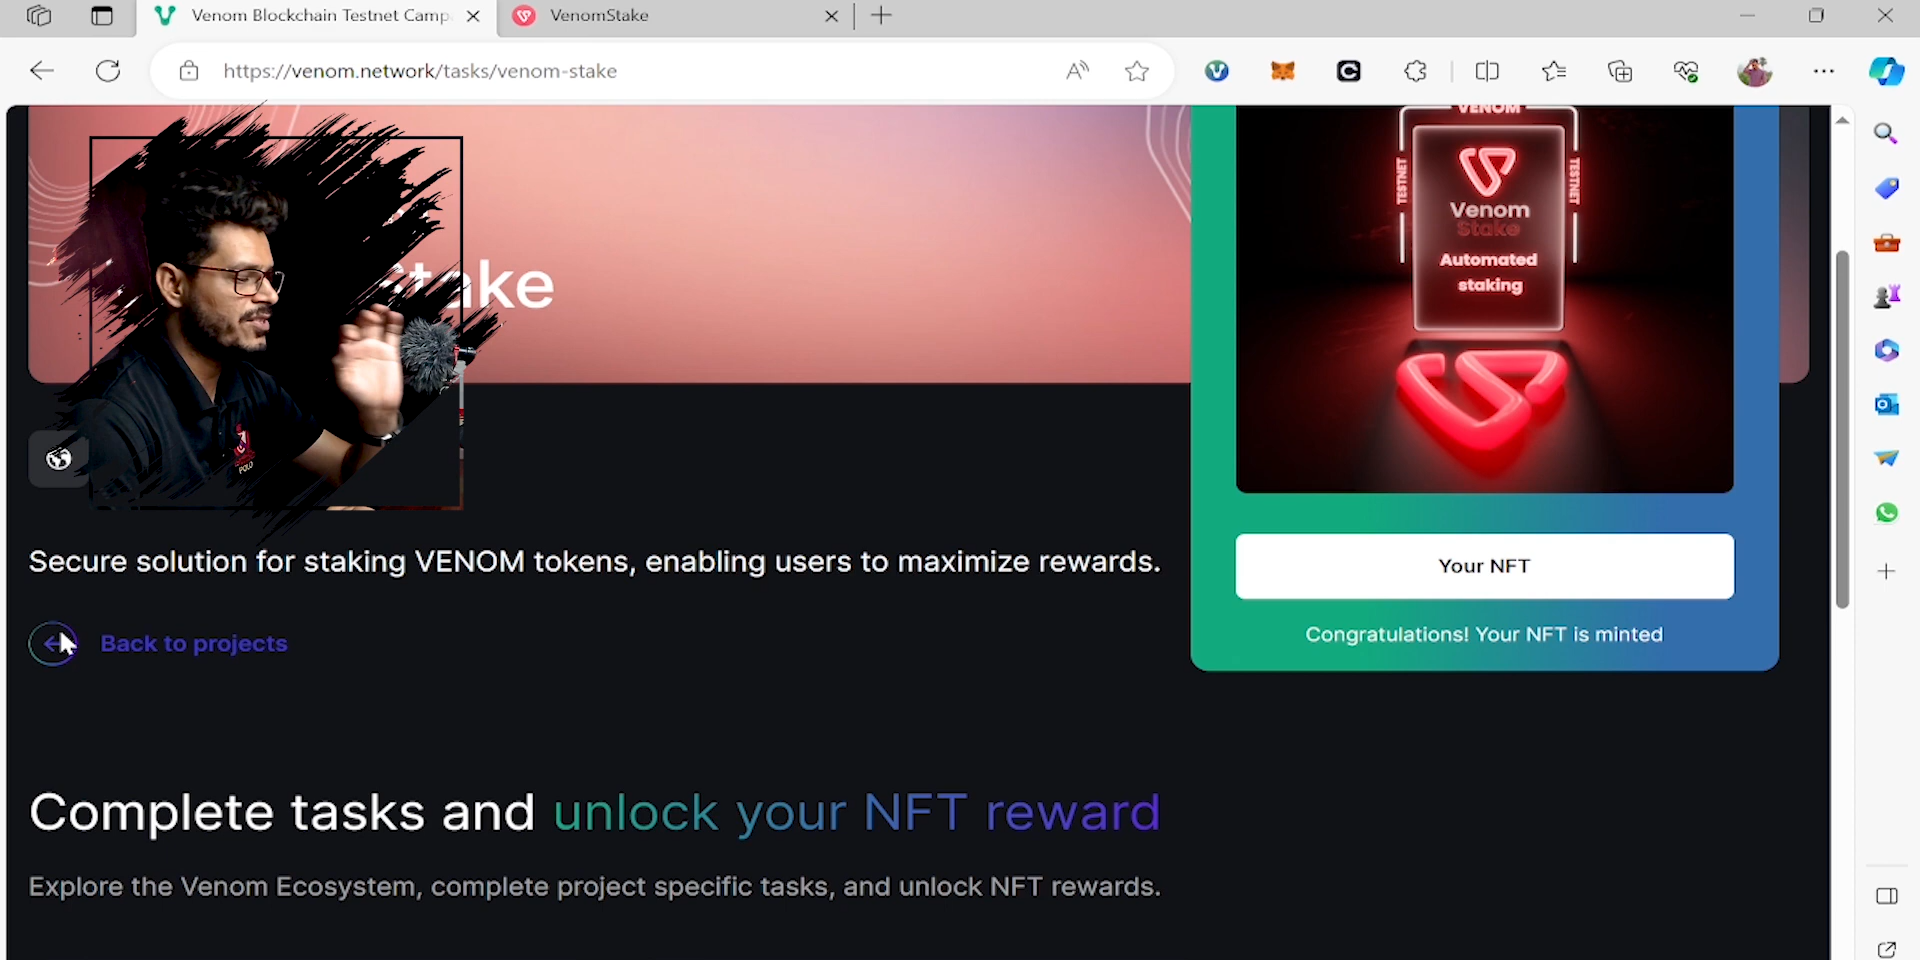 Venom Blockchain Testnet Camp
VenomStake
https://venom.network/tasks/venom-stake
VENOM
TESTNET
TESTNET
Venom
Stake
Automated
staking
Stake
POLO
Secure solution for staking VENOM tokens, enabling users to maximize rewards.
Your NFT
Congratulations! Your NFT is minted
Back to projects
Complete tasks and unlock your NFT reward
Explore the Venom Ecosystem, complete project specific tasks, and unlock NFT rewards.